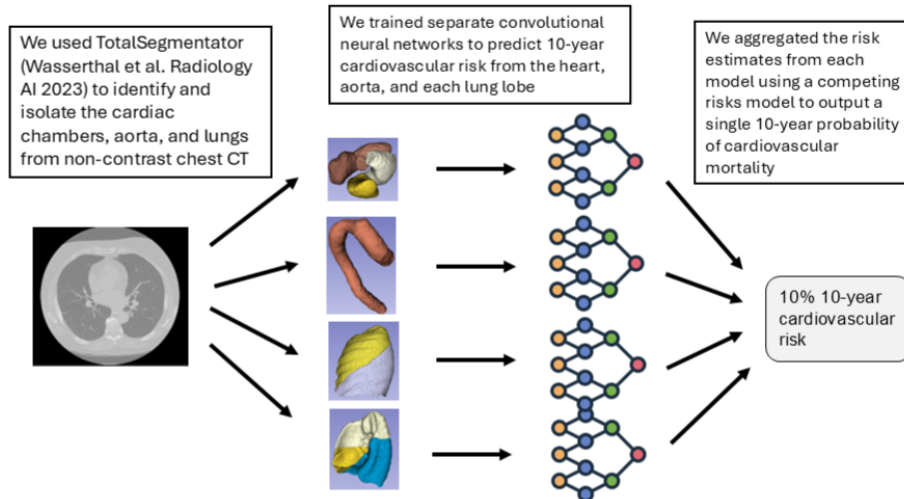 We used TotalSegmentator
(Wasserthal et al. Radiology
AI 2023) to identify and
isolate the cardiac
chambers, aorta, and lungs
from non-contrast chest CT
We trained separate convolutional
neural networks to predict 10-year
cardiovascular risk from the heart,
aorta, and each lung lobe
We aggregated the risk
estimates from each
model using a competing
risks model to output a
single 10-year probability
of cardiovascular
mortality
10% 10-year
cardiovascular
risk